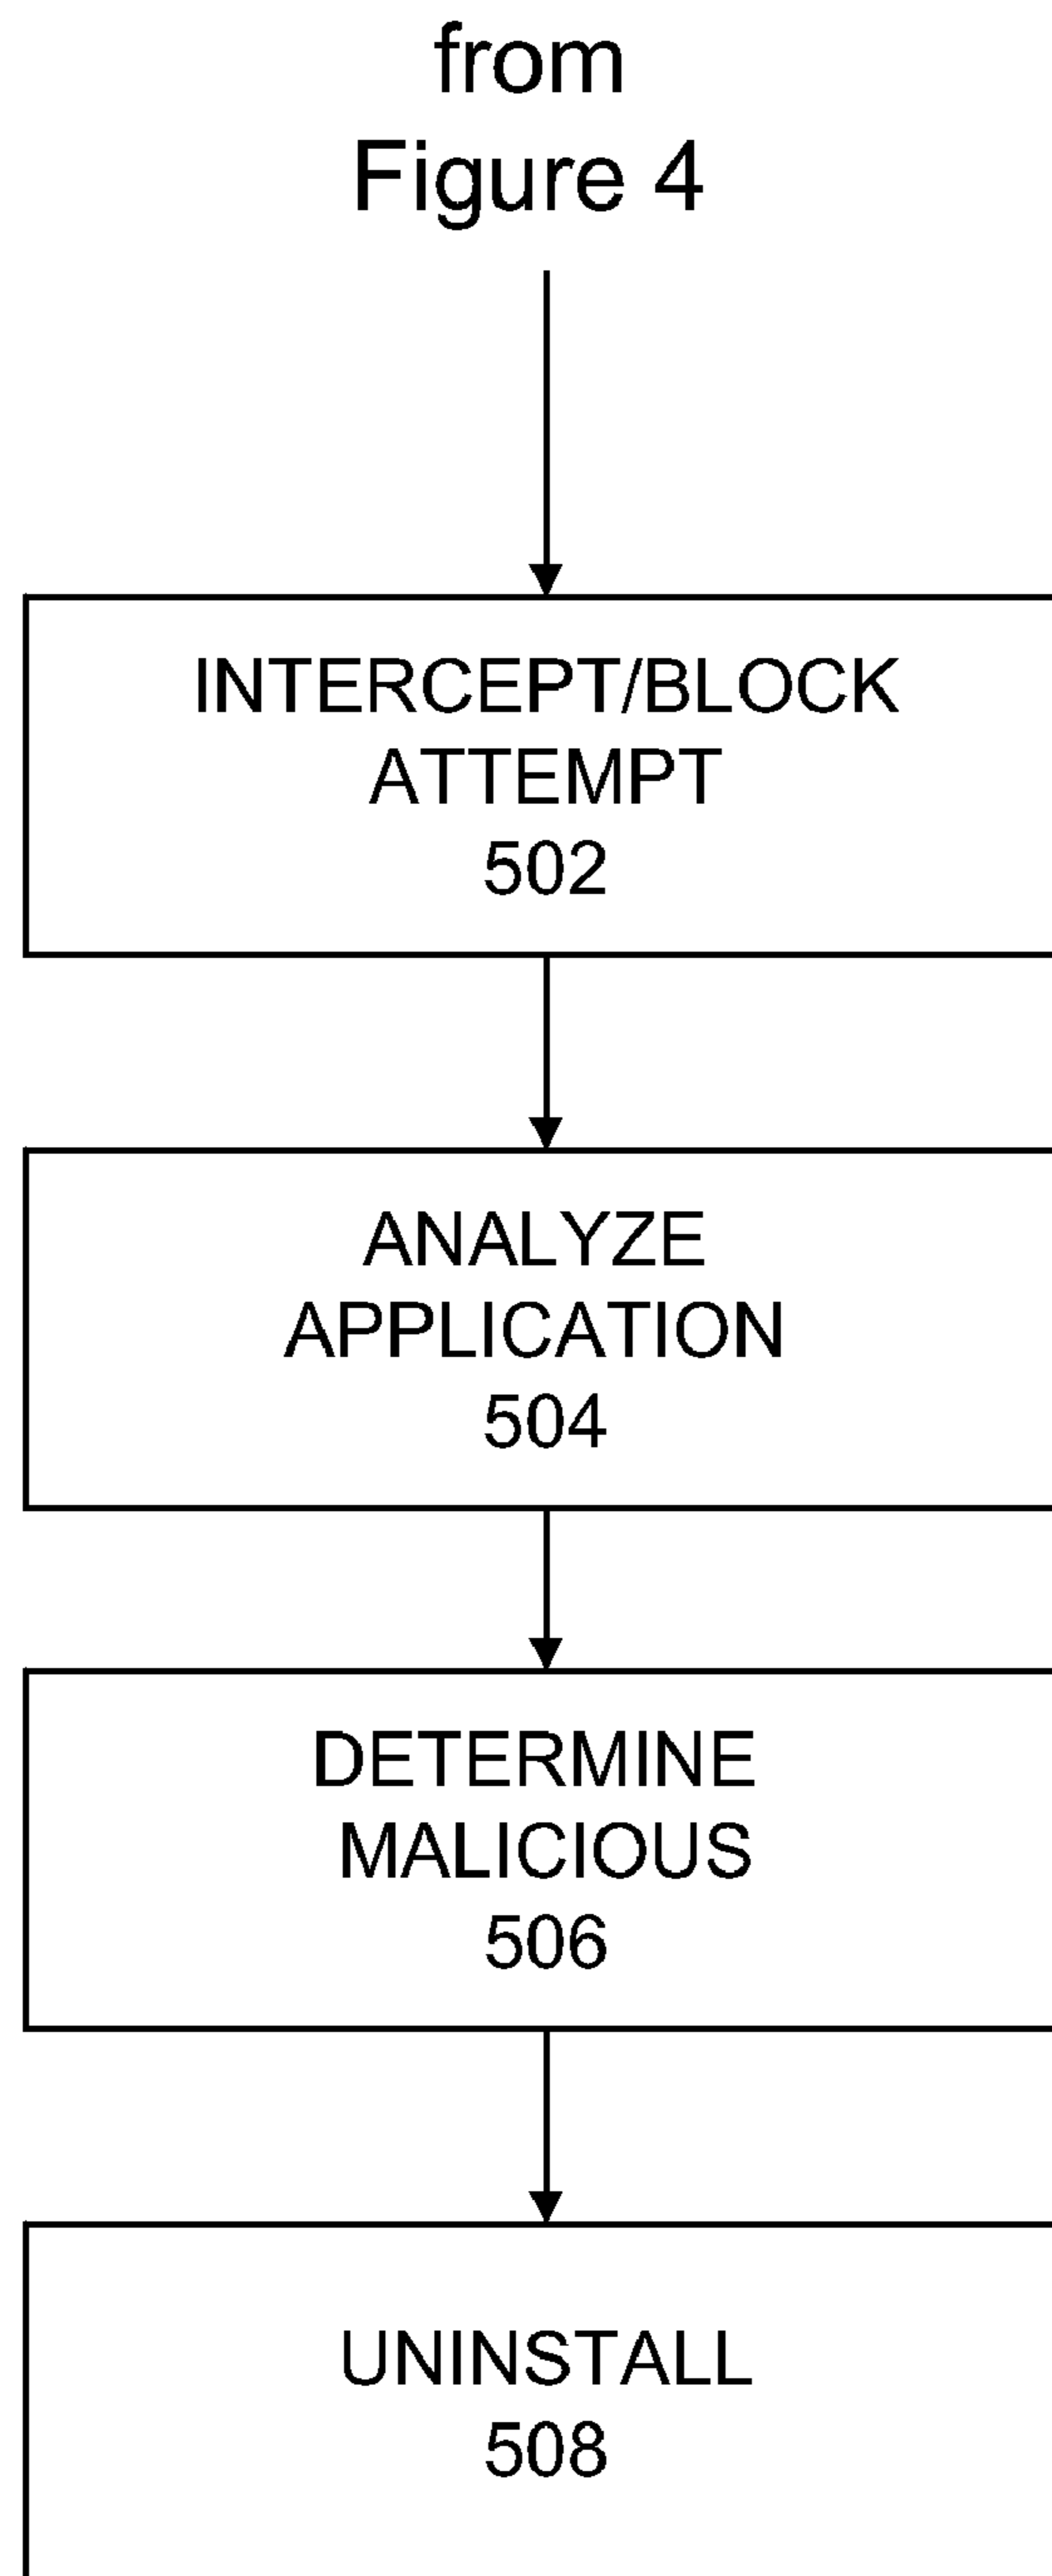 from
Figure 4
INTERCEPT/BLOCK
ATTEMPT
502
ANALYZE
APPLICATION
504
DETERMINE
MALICIOUS
506
UNINSTALL
508